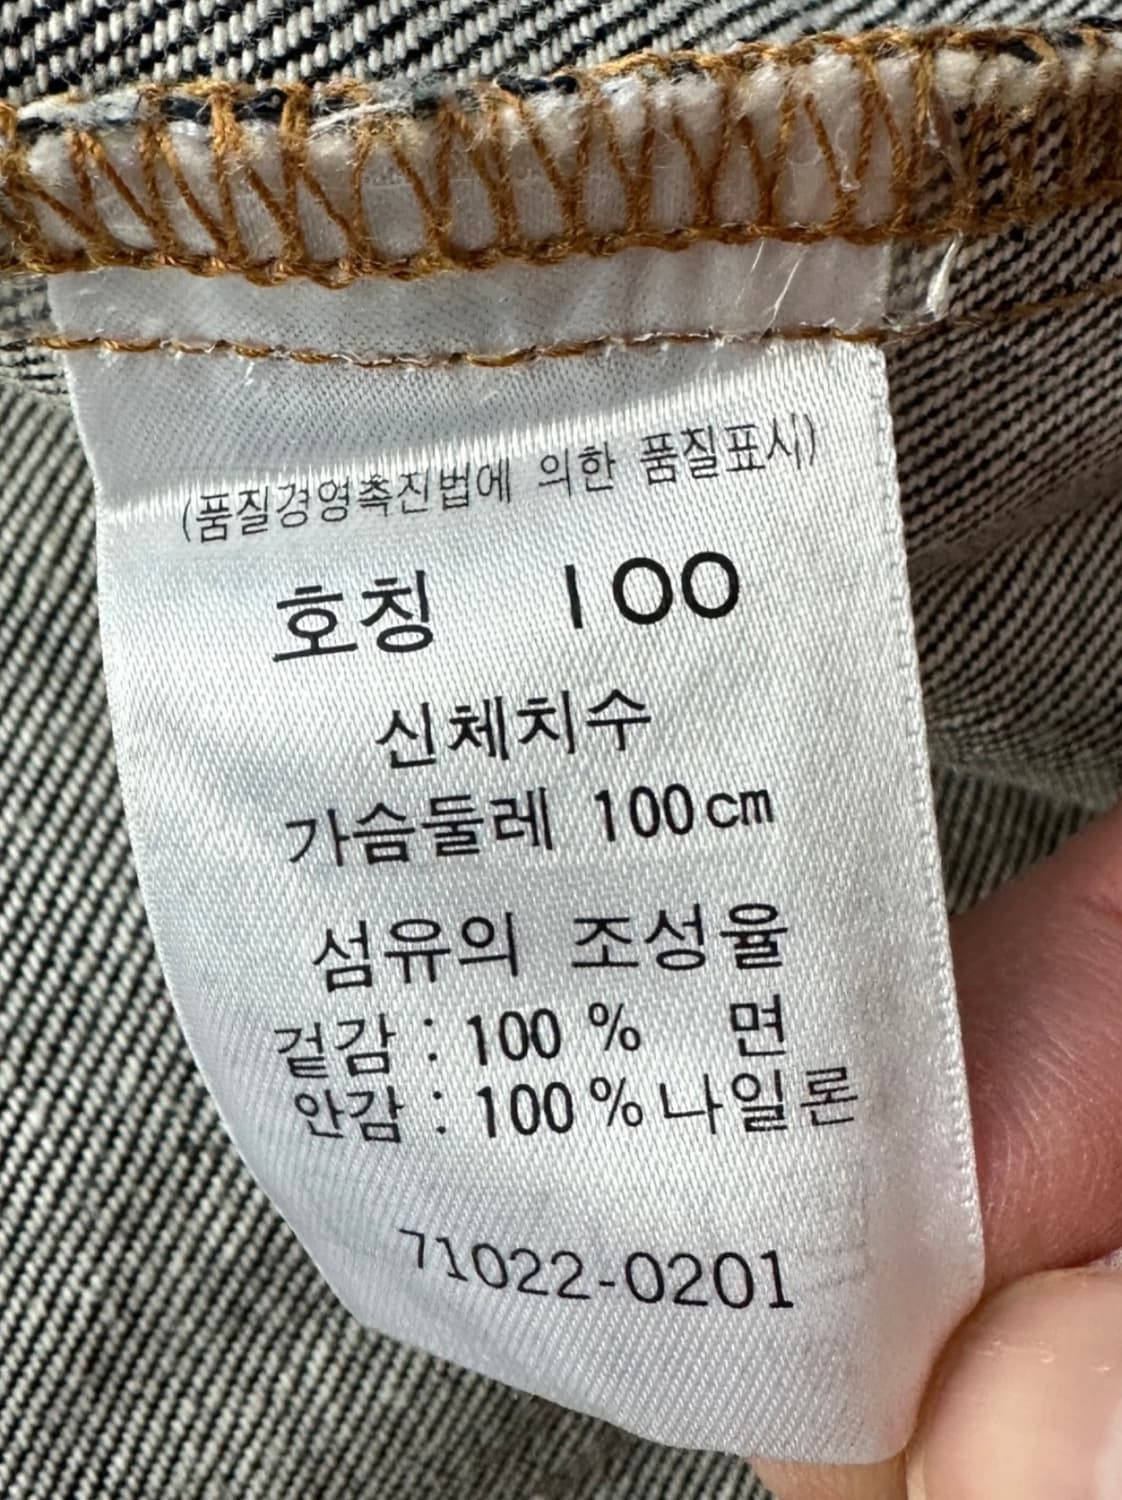 (품질경영촉진법에 의한 품질표시)
호칭 100
신체치수
가슴둘레 100cm
섬유의 조성율
겉감 : 100 % 면
안감 : 100 % 나일론
71022-0201